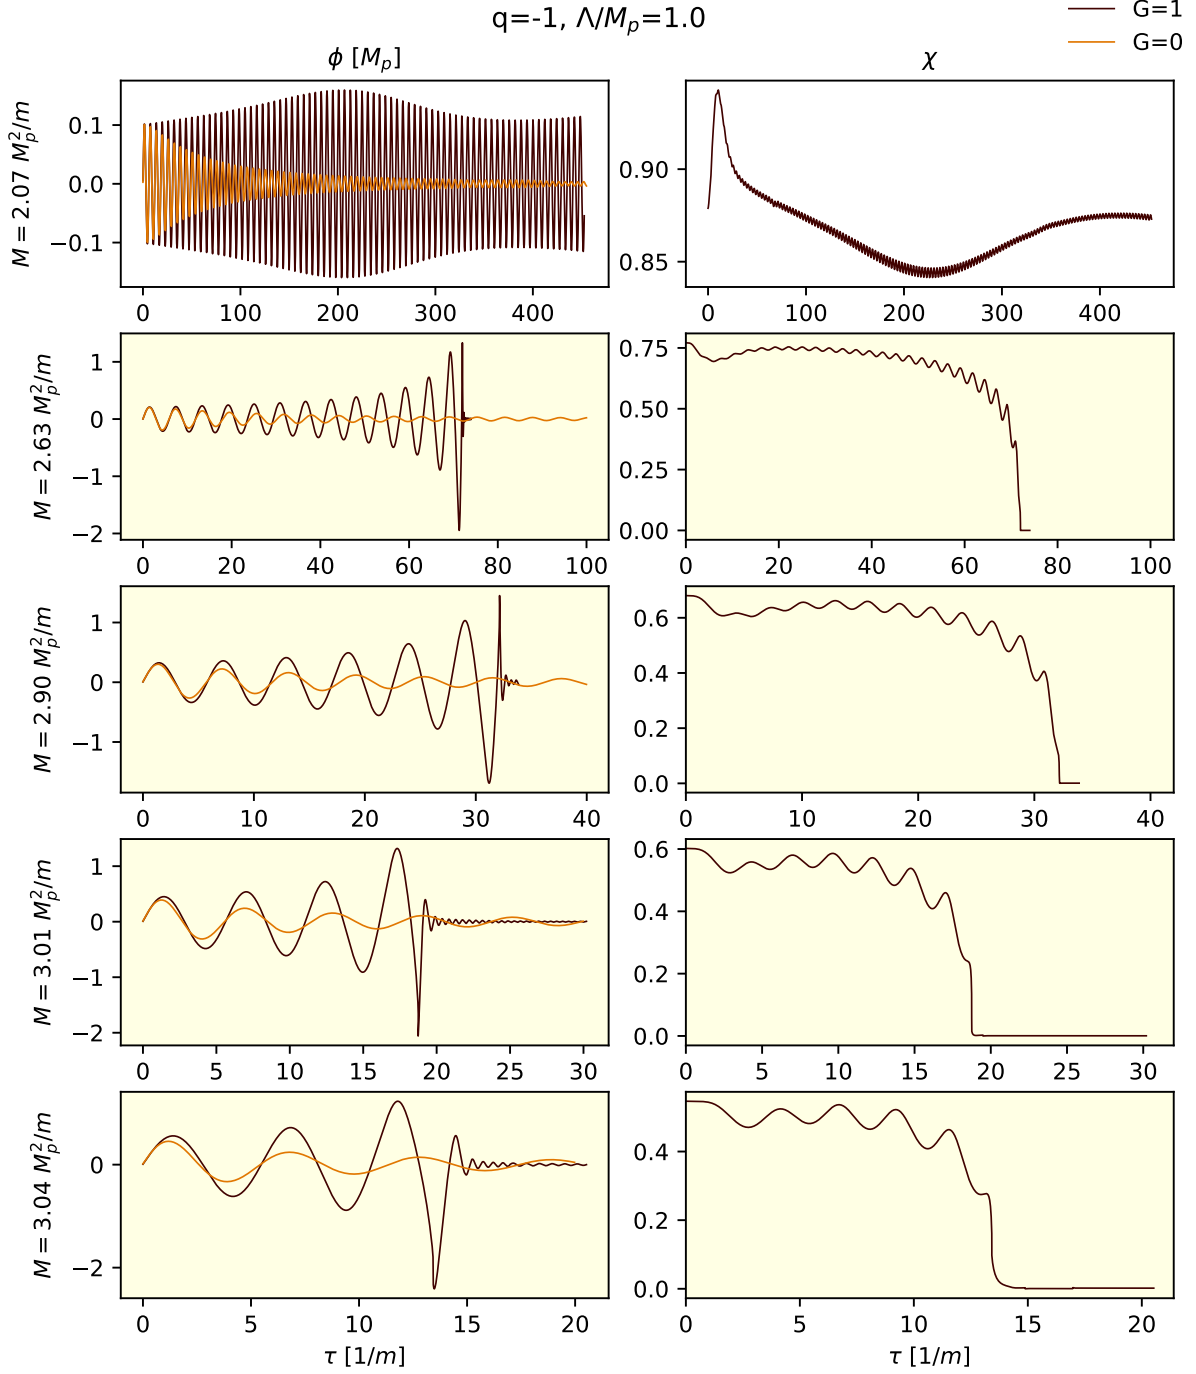 q=-1, Λ/M_p=1.0
G=1
G=0
ϕ [M_p]
χ
M = 2.07 M_p^2/m
0.1
0.0
−0.1
0 100 200 300 400
0.90
0.85
0 100 200 300 400
M = 2.63 M_p^2/m
1
0
−1
−2
0 20 40 60 80 100
0.75
0.50
0.25
0.00
0 20 40 60 80 100
M = 2.90 M_p^2/m
1
0
−1
0 10 20 30 40
0.6
0.4
0.2
0.0
0 10 20 30 40
M = 3.01 M_p^2/m
1
0
−1
−2
0 5 10 15 20 25 30
0.6
0.4
0.2
0.0
0 5 10 15 20 25 30
M = 3.04 M_p^2/m
0
−2
0 5 10 15 20
τ [1/m]
0.4
0.2
0.0
0 5 10 15 20
τ [1/m]